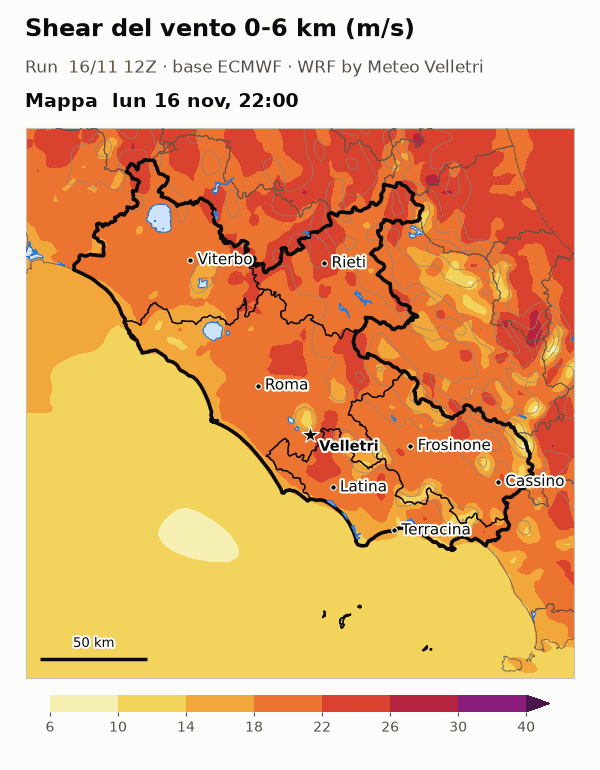 Shear del vento 0-6 km (m/s)
Run  16/11 12Z · base ECMWF · WRF by Meteo Velletri
Mappa  lun 16 nov, 22:00
Viterbo
Rieti
Roma
Velletri
Frosinone
Cassino
Latina
Terracina
50 km
6 10 14 18 22 26 30 40